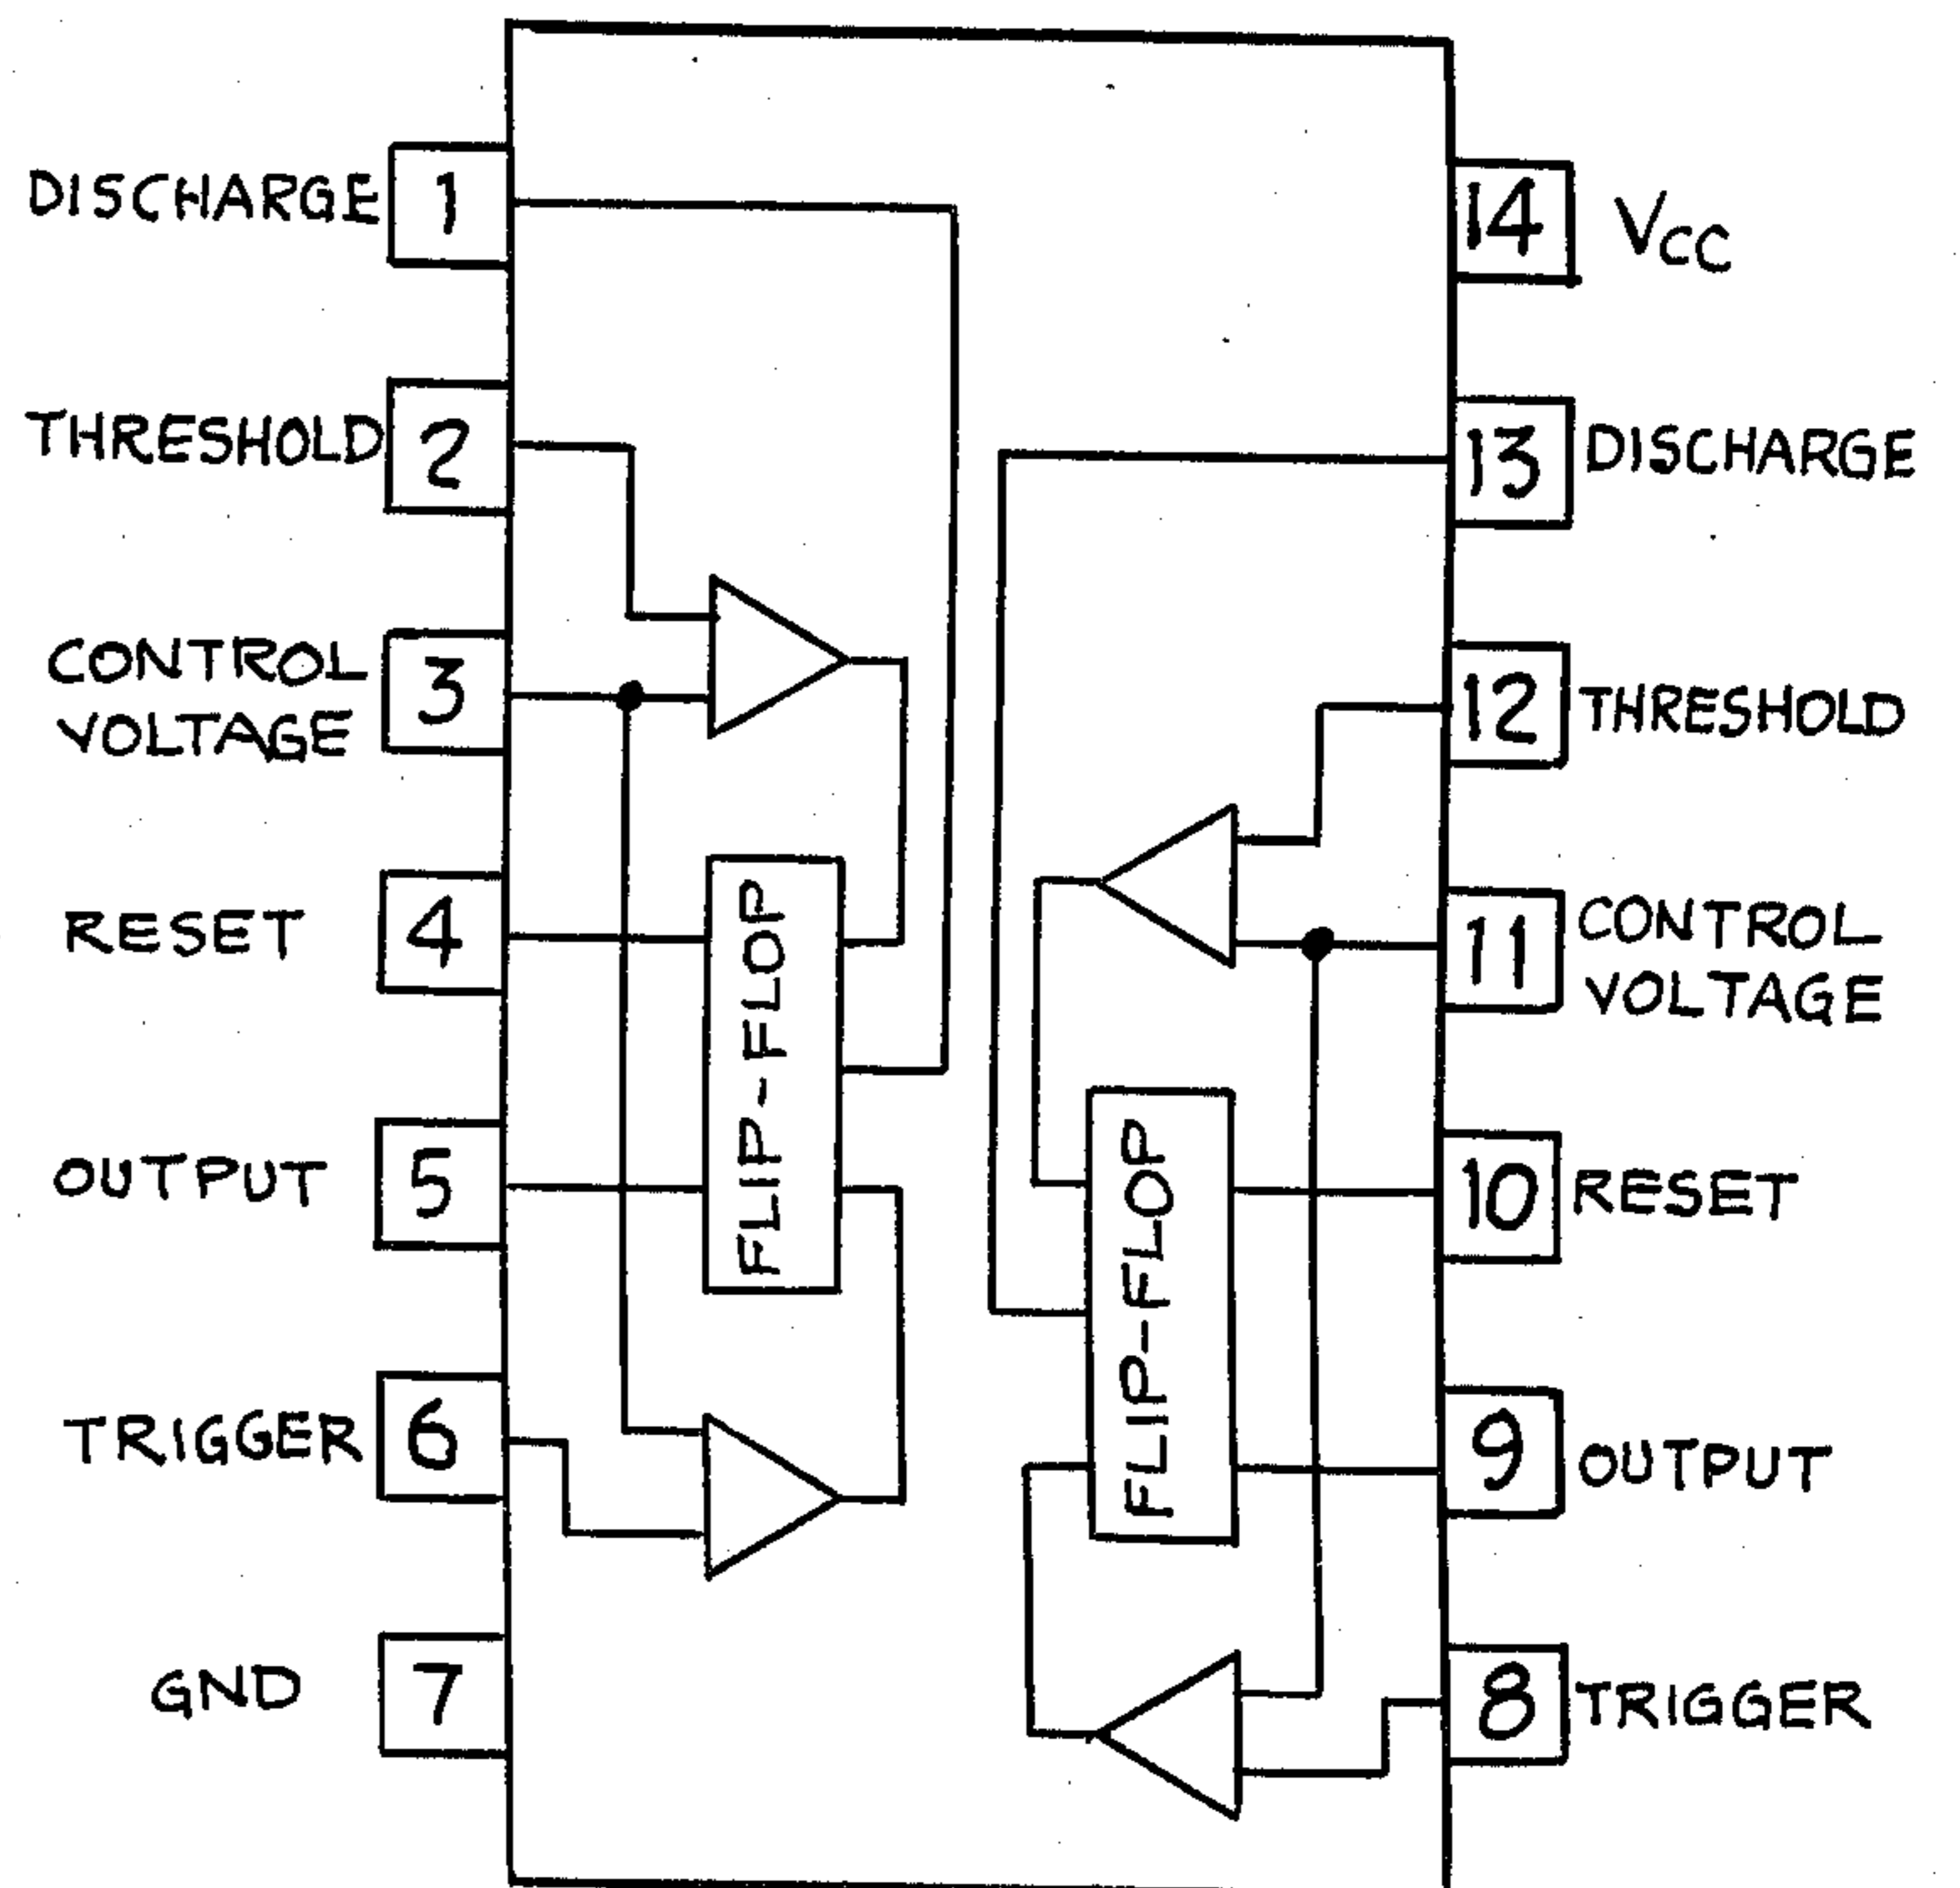 DISCHARGE 1
THRESHOLD 2
CONTROL
VOLTAGE 3
RESET 4
OUTPUT 5
TRIGGER 6
GND 7
FLIP-FLOP
FLIP-FLOP
14 VCC
13 DISCHARGE
12 THRESHOLD
11 CONTROL
VOLTAGE
10 RESET
9 OUTPUT
8 TRIGGER